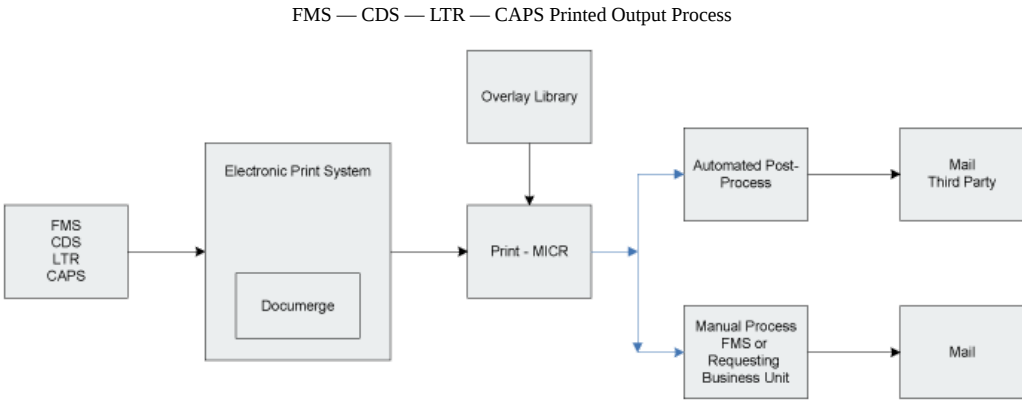 FMS — CDS — LTR — CAPS Printed Output Process
Overlay Library
Electronic Print System
Automated Post-
Process
Mail
Third Party
FMS
CDS
LTR
CAPS
Print - MICR
Documerge
Manual Process
FMS or
Requesting
Business Unit
Mail